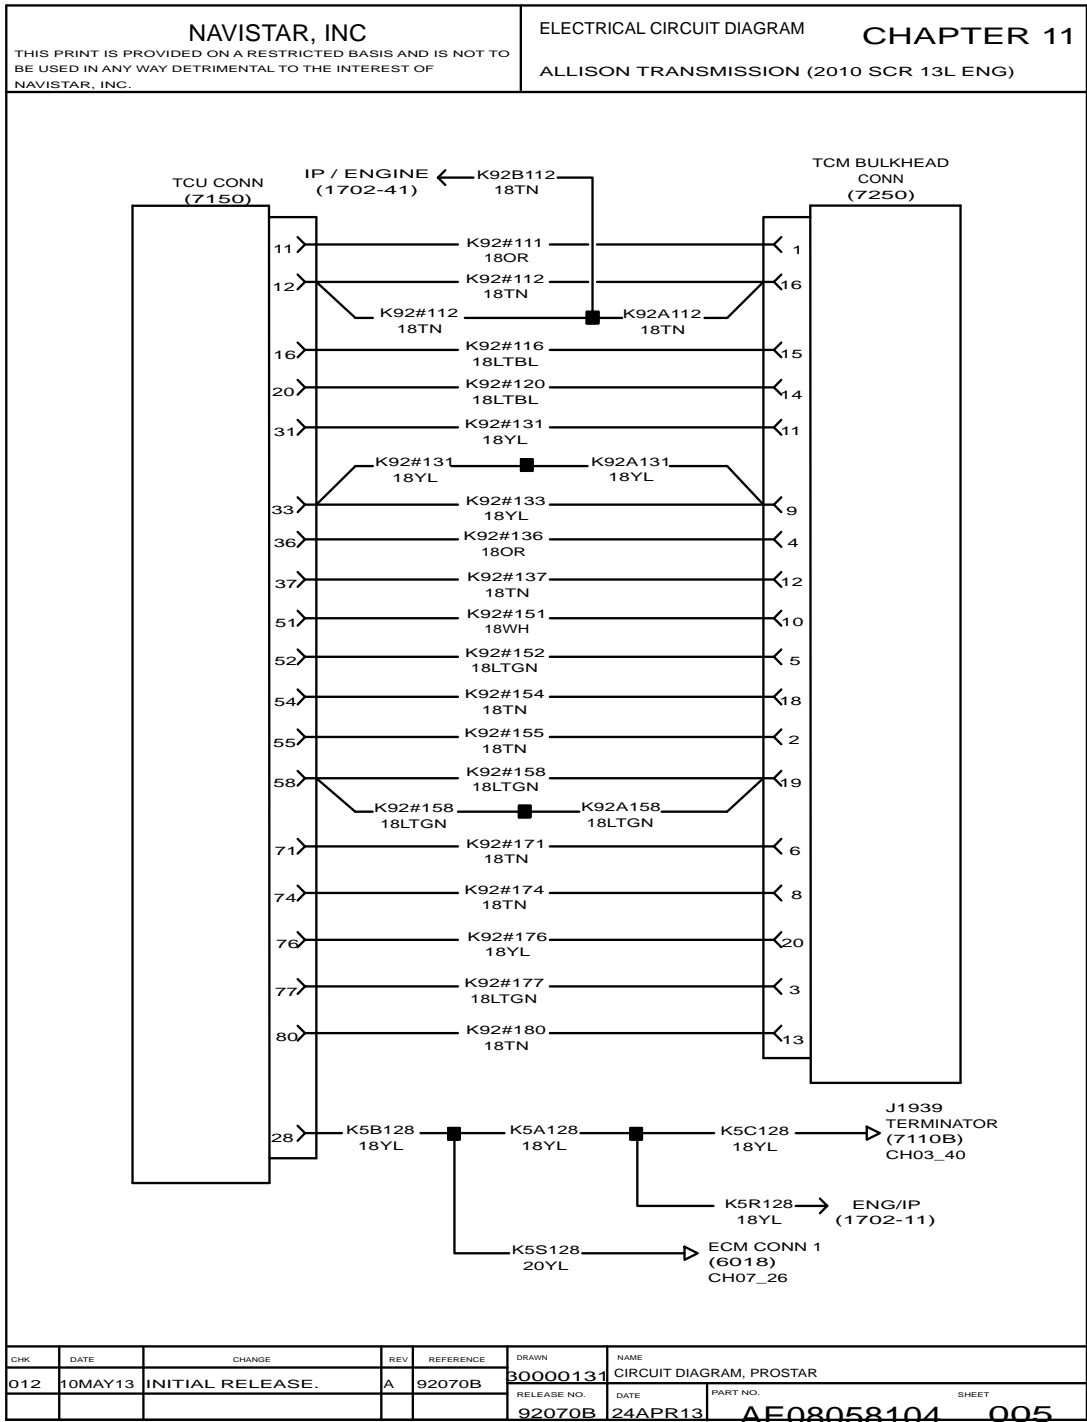 NAVISTAR, INC
THIS PRINT IS PROVIDED ON A RESTRICTED BASIS AND IS NOT TO
BE USED IN ANY WAY DETRIMENTAL TO THE INTEREST OF
NAVISTAR, INC.
ELECTRICAL CIRCUIT DIAGRAM
CHAPTER 11
ALLISON TRANSMISSION (2010 SCR 13L ENG)
TCU CONN
(7150)
IP / ENGINE
(1702-41)
K92B112
18TN
TCM BULKHEAD
CONN
(7250)
11
K92#111
18OR
1
12
K92#112
18TN
16
K92#112
18TN
K92A112
18TN
16
K92#116
18LTBL
15
20
K92#120
18LTBL
14
31
K92#131
18YL
11
K92#131
18YL
K92A131
18YL
33
K92#133
18YL
9
36
K92#136
18OR
4
37
K92#137
18TN
12
51
K92#151
18WH
10
52
K92#152
18LTGN
5
54
K92#154
18TN
18
55
K92#155
18TN
2
58
K92#158
18LTGN
19
K92#158
18LTGN
K92A158
18LTGN
71
K92#171
18TN
6
74
K92#174
18TN
8
76
K92#176
18YL
20
77
K92#177
18LTGN
3
80
K92#180
18TN
13
28
K5B128
18YL
K5A128
18YL
K5C128
18YL
J1939
TERMINATOR
(7110B)
CH03_40
K5R128
18YL
ENG/IP
(1702-11)
K5S128
20YL
ECM CONN 1
(6018)
CH07_26
CHK DATE CHANGE REV REFERENCE
012 10MAY13 INITIAL RELEASE. A 92070B
DRAWN
30000131
NAME
CIRCUIT DIAGRAM, PROSTAR
RELEASE NO.
92070B
DATE
24APR13
PART NO.
AE08058104
SHEET
005